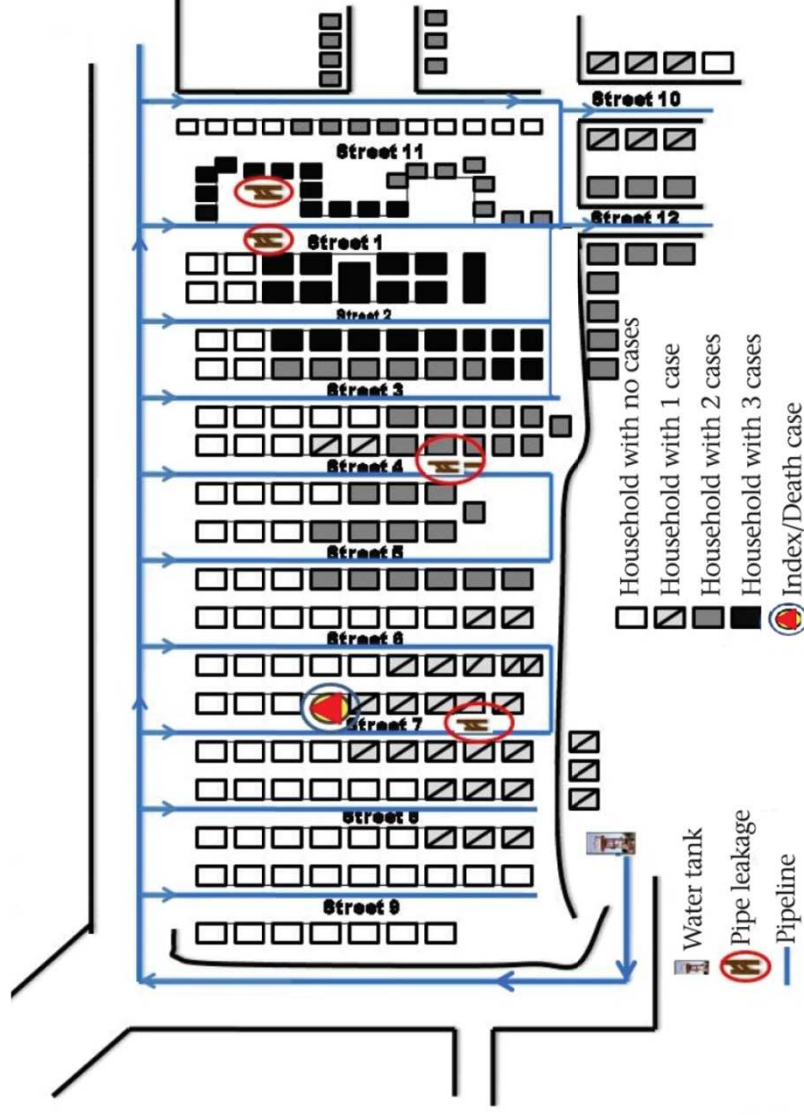 Street 10
Street 11
Street 12
Street 1
Street 2
Street 3
Street 4
Street 5
Street 6
Street 7
Street 8
Street 9
Household with no cases
Household with 1 case
Household with 2 cases
Household with 3 cases
Index/Death case
Water tank
Pipe leakage
Pipeline